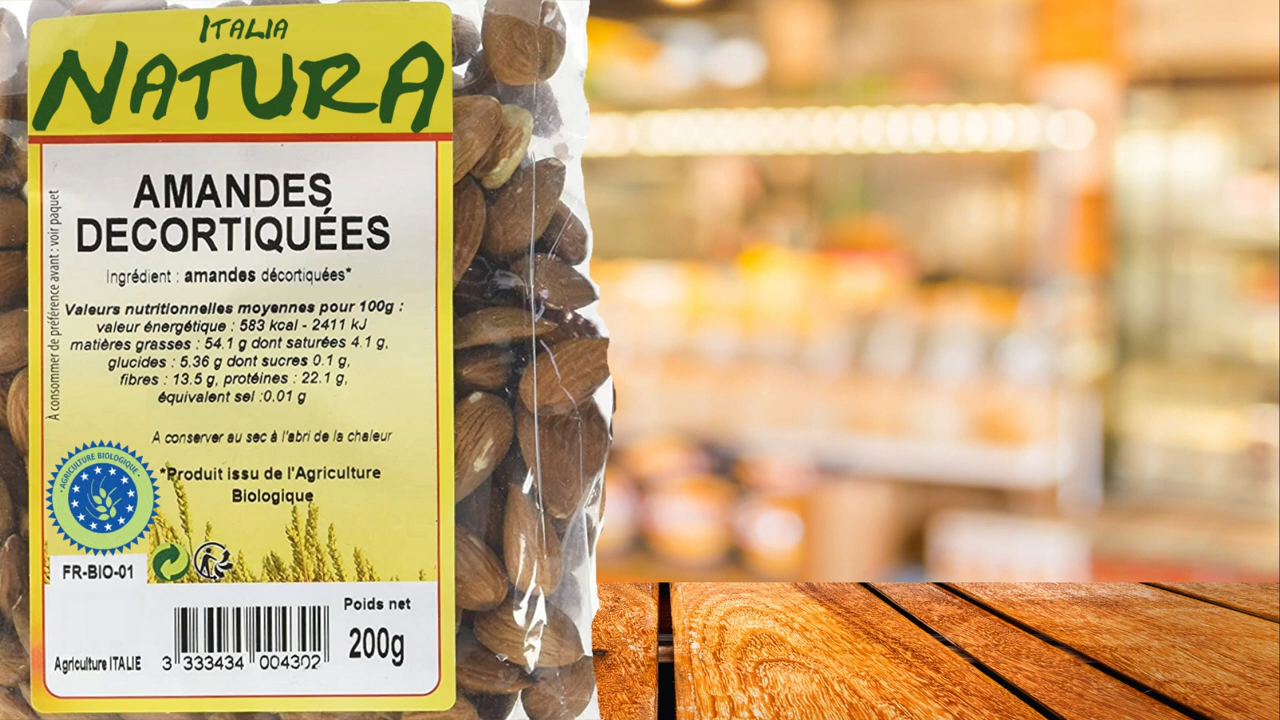 ITALIA
NATURA
AMANDES
DECORTIQUÉES
Ingrédient : amandes décortiquées*
Valeurs nutritionnelles moyennes pour 100g :
valeur énergétique : 583 kcal - 2411 kJ
matières grasses : 54.1 g dont saturées 4.1 g,
glucides : 5.36 g dont sucres 0.1 g,
fibres : 13.5 g, protéines : 22.1 g,
équivalent sel :0.01 g
A conserver au sec à l'abri de la chaleur
*Produit issu de l'Agriculture
Biologique
À consommer de préférence avant : voir paquet
· AGRICULTURE BIOLOGIQUE ·
FR-BIO-01
Poids net
200g
Agriculture ITALIE
3 333434 004302